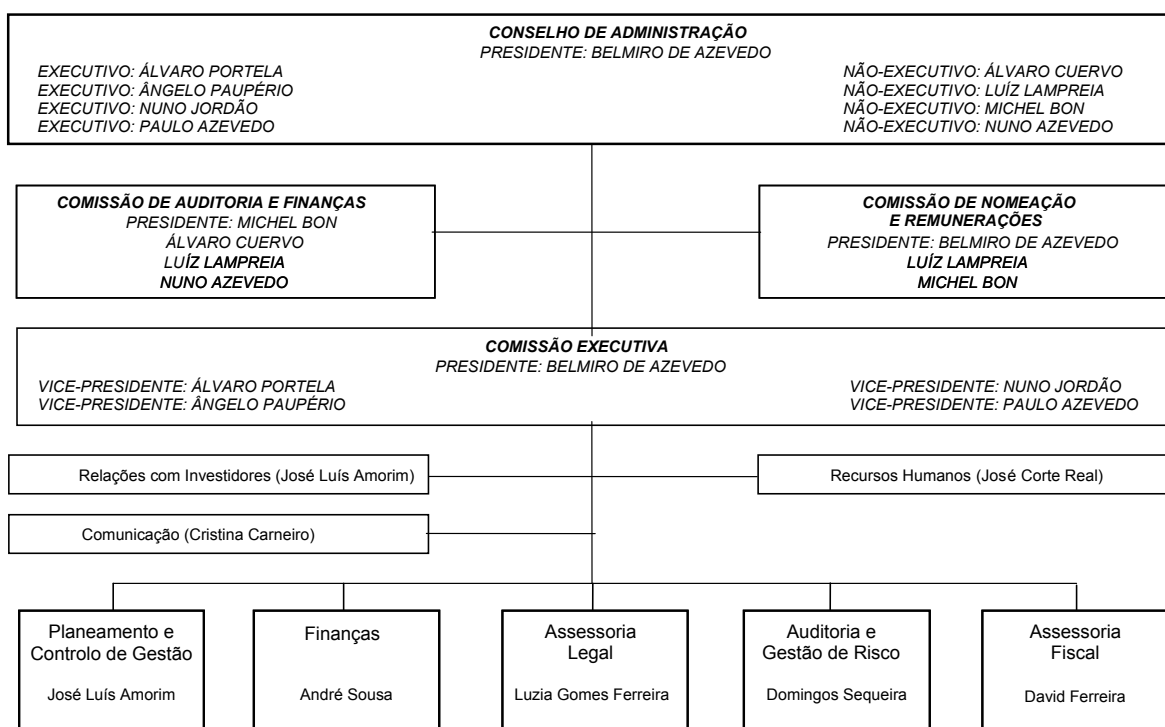 CONSELHO DE ADMINISTRAÇÃO
PRESIDENTE: BELMIRO DE AZEVEDO
EXECUTIVO: ÁLVARO PORTELA
EXECUTIVO: ÂNGELO PAUPÉRIO
EXECUTIVO: NUNO JORDÃO
EXECUTIVO: PAULO AZEVEDO
NÃO-EXECUTIVO: ÁLVARO CUERVO
NÃO-EXECUTIVO: LUÍZ LAMPREIA
NÃO-EXECUTIVO: MICHEL BON
NÃO-EXECUTIVO: NUNO AZEVEDO
COMISSÃO DE AUDITORIA E FINANÇAS
PRESIDENTE: MICHEL BON
ÁLVARO CUERVO
LUÍZ LAMPREIA
NUNO AZEVEDO
COMISSÃO DE NOMEAÇÃO
E REMUNERAÇÕES
PRESIDENTE: BELMIRO DE AZEVEDO
LUÍZ LAMPREIA
MICHEL BON
COMISSÃO EXECUTIVA
PRESIDENTE: BELMIRO DE AZEVEDO
VICE-PRESIDENTE: ÁLVARO PORTELA
VICE-PRESIDENTE: ÂNGELO PAUPÉRIO
VICE-PRESIDENTE: NUNO JORDÃO
VICE-PRESIDENTE: PAULO AZEVEDO
Relações com Investidores (José Luís Amorim)
Recursos Humanos (José Corte Real)
Comunicação (Cristina Carneiro)
Planeamento e
Controlo de Gestão
José Luís Amorim
Finanças
André Sousa
Assessoria
Legal
Luzia Gomes Ferreira
Auditoria e
Gestão de Risco
Domingos Sequeira
Assessoria
Fiscal
David Ferreira